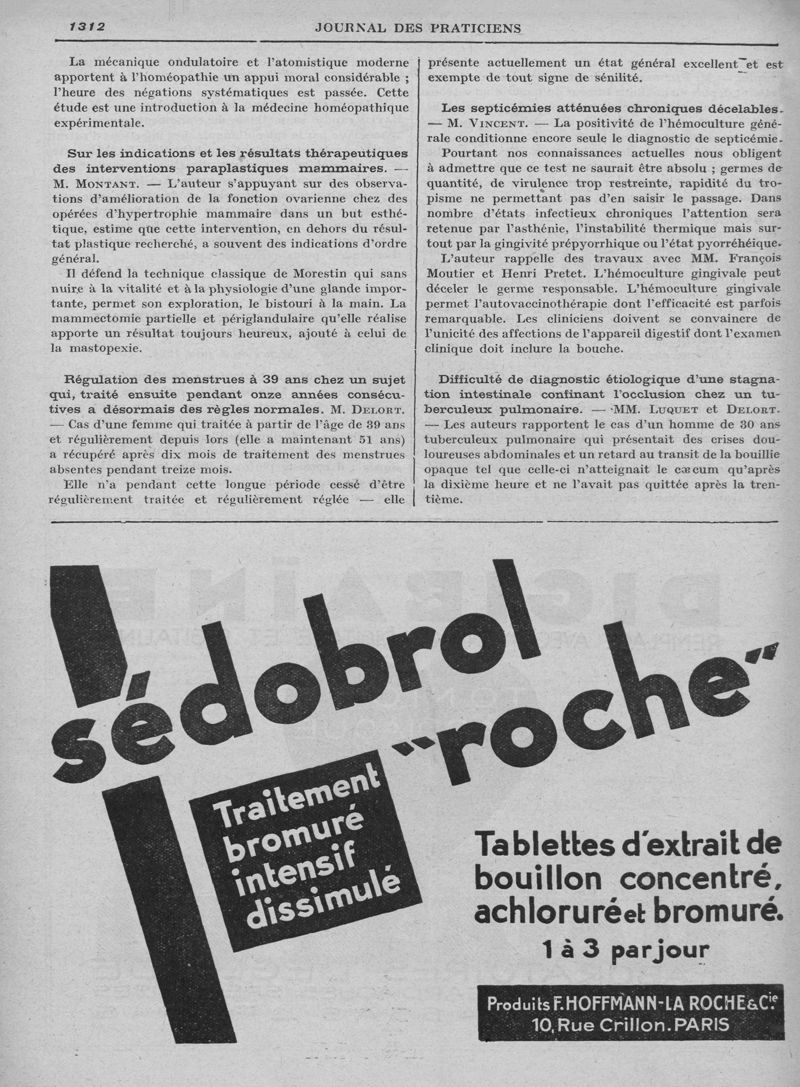 1312
JOURNAL DES PRATICIENS
La mécanique ondulatoire et l'atomistique moderne
apportent à l'homéopathie un appui moral considérable ;
l'heure des négations systématiques est passée. Cette
étude est une introduction à la médecine homéopathique
expérimentale.
Sur les indications et les résultats thérapeutiques
des interventions paraplastiques mammaires. —
M. MONTANT. — L'auteur s'appuyant sur des observa-
tions d'amélioration de la fonction ovarienne chez des
opérées d'hypertrophie mammaire dans un but esthé-
tique, estime que cette intervention, en dehors du résul-
tat plastique recherché, a souvent des indications d'ordre
général.
Il défend la technique classique de Morestin qui sans
nuire à la vitalité et à la physiologie d'une glande impor-
tante, permet son exploration, le bistouri à la main. La
mammectomie partielle et périglandulaire qu'elle réalise
apporte un résultat toujours heureux, ajouté à celui de
la mastopexie.
Régulation des menstrues à 39 ans chez un sujet
qui, traité ensuite pendant onze années consécu-
tives a désormais des règles normales. M. DELORT.
— Cas d'une femme qui traitée à partir de l'âge de 39 ans
et régulièrement depuis lors (elle a maintenant 51 ans)
a récupéré après dix mois de traitement des menstrues
absentes pendant treize mois.
Elle n'a pendant cette longue période cessé d'être
régulièrement traitée et régulièrement réglée — elle
présente actuellement un état général excellent et est
exempte de tout signe de sénilité.
Les septicémies atténuées chroniques décelables.
— M. VINCENT. — La positivité de l'hémoculture géné-
rale conditionne encore seule le diagnostic de septicémie.
Pourtant nos connaissances actuelles nous obligent
à admettre que ce test ne saurait être absolu ; germes de
quantité, de virulence trop restreinte, rapidité du tro-
pisme ne permettant pas d'en saisir le passage. Dans
nombre d'états infectieux chroniques l'attention sera
retenue par l'asthénie, l'instabilité thermique mais sur-
tout par la gingivité prépyorrhique ou l'état pyorréhéique.
L'auteur rappelle des travaux avec MM. François
Moutier et Henri Pretet. L'hémoculture gingivale peut
déceler le germe responsable. L'hémoculture gingivale
permet l'autovaccinothérapie dont l'efficacité est parfois
remarquable. Les cliniciens doivent se convaincre de
l'unicité des affections de l'appareil digestif dont l'examen
clinique doit inclure la bouche.
Difficulté de diagnostic étiologique d'une stagna-
tion intestinale confinant l'occlusion chez un tu-
berculeux pulmonaire. — MM. LUQUET et DELORT.
— Les auteurs rapportent le cas d'un homme de 30 ans
tuberculeux pulmonaire qui présentait des crises dou-
loureuses abdominales et un retard au transit de la bouillie
opaque tel que celle-ci n'atteignait le cæcum qu'après
la dixième heure et ne l'avait pas quittée après la tren-
tième.
sédobrol
"roche"
Traitement
bromuré
intensif
dissimulé
Tablettes d'extrait de
bouillon concentré,
achloruré et bromuré.
1 à 3 par jour
Produits F. HOFFMANN-LA ROCHE & Cie
10, Rue Crillon. PARIS